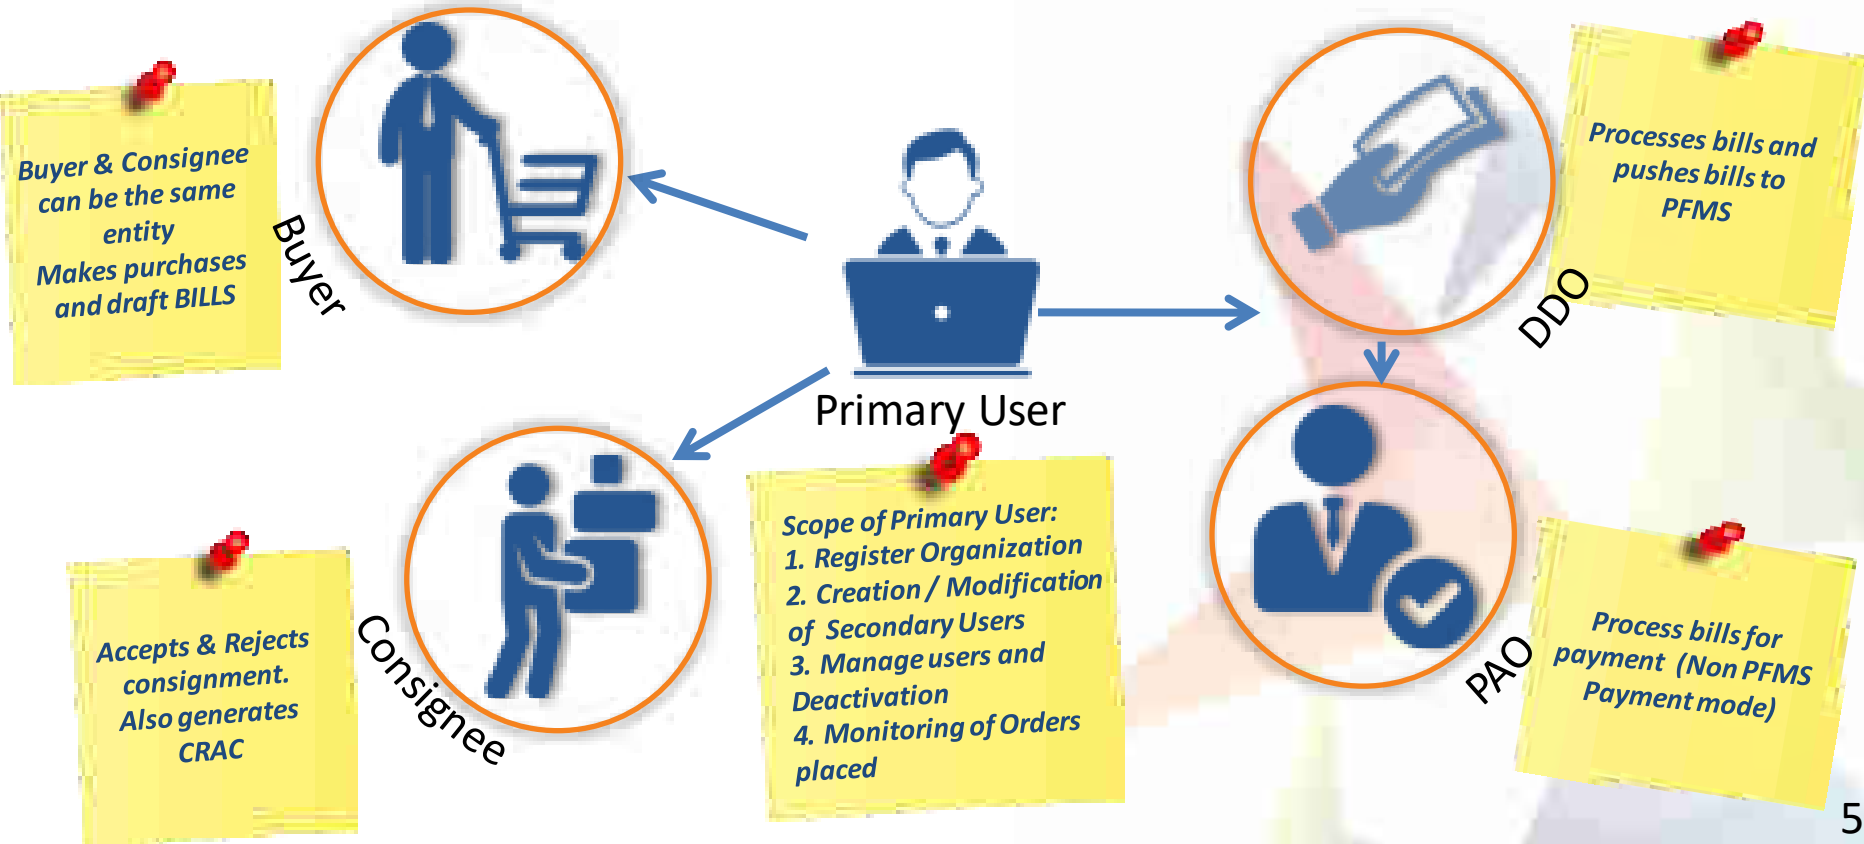 Buyer & Consignee
can be the same
entity
Makes purchases
and draft BILLS
Buyer
Processes bills and
pushes bills to
PFMS
DDO
Primary User
Scope of Primary User:
1. Register Organization
2. Creation / Modification
of Secondary Users
3. Manage users and
Deactivation
4. Monitoring of Orders
placed
Accepts & Rejects
consignment.
Also generates
CRAC
Consignee
Process bills for
payment (Non PFMS
Payment mode)
PAO
5